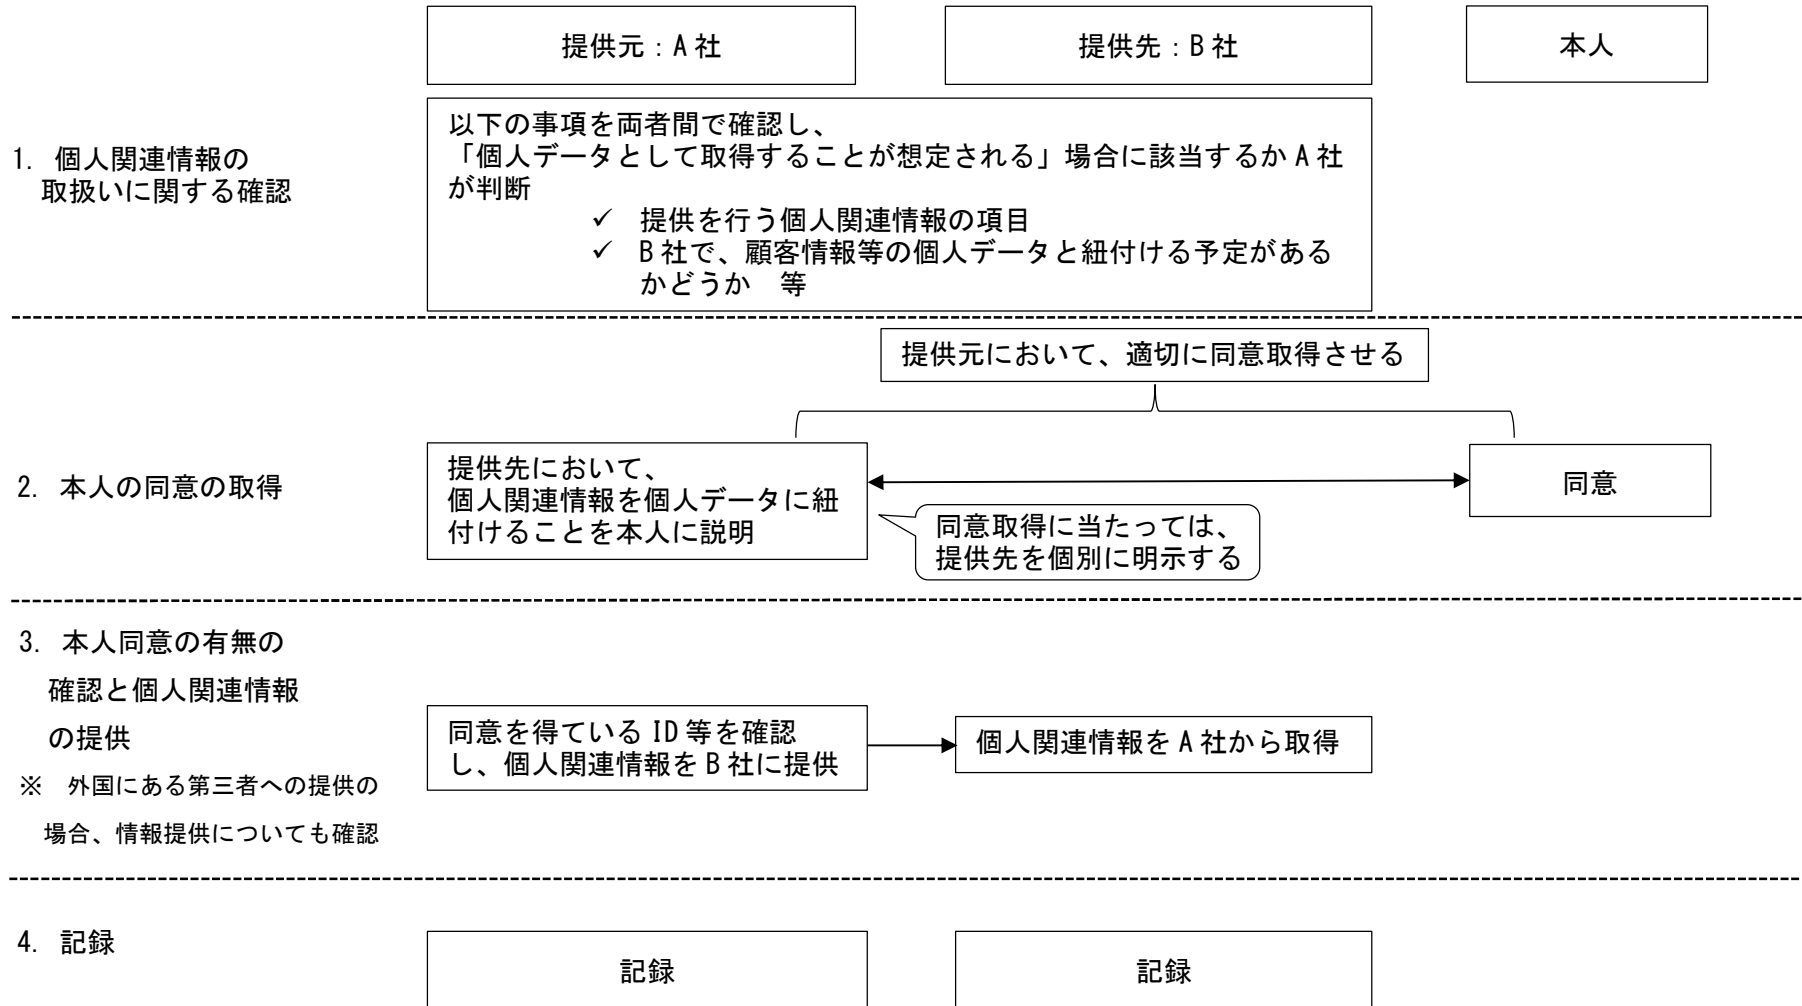 提供元：A社
提供先：B社
本人
1. 個人関連情報の
取扱いに関する確認
以下の事項を両者間で確認し、
「個人データとして取得することが想定される」場合に該当するか A 社
が判断
✓ 提供を行う個人関連情報の項目
✓ B 社で、顧客情報等の個人データと紐付ける予定がある
かどうか　等
提供元において、適切に同意取得させる
2. 本人の同意の取得
提供先において、
個人関連情報を個人データに紐
付けることを本人に説明
同意
同意取得に当たっては、
提供先を個別に明示する
3. 本人同意の有無の
確認と個人関連情報
の提供
※　外国にある第三者への提供の
場合、情報提供についても確認
同意を得ている ID 等を確認
し、個人関連情報を B 社に提供
個人関連情報を A 社から取得
4. 記録
記録
記録